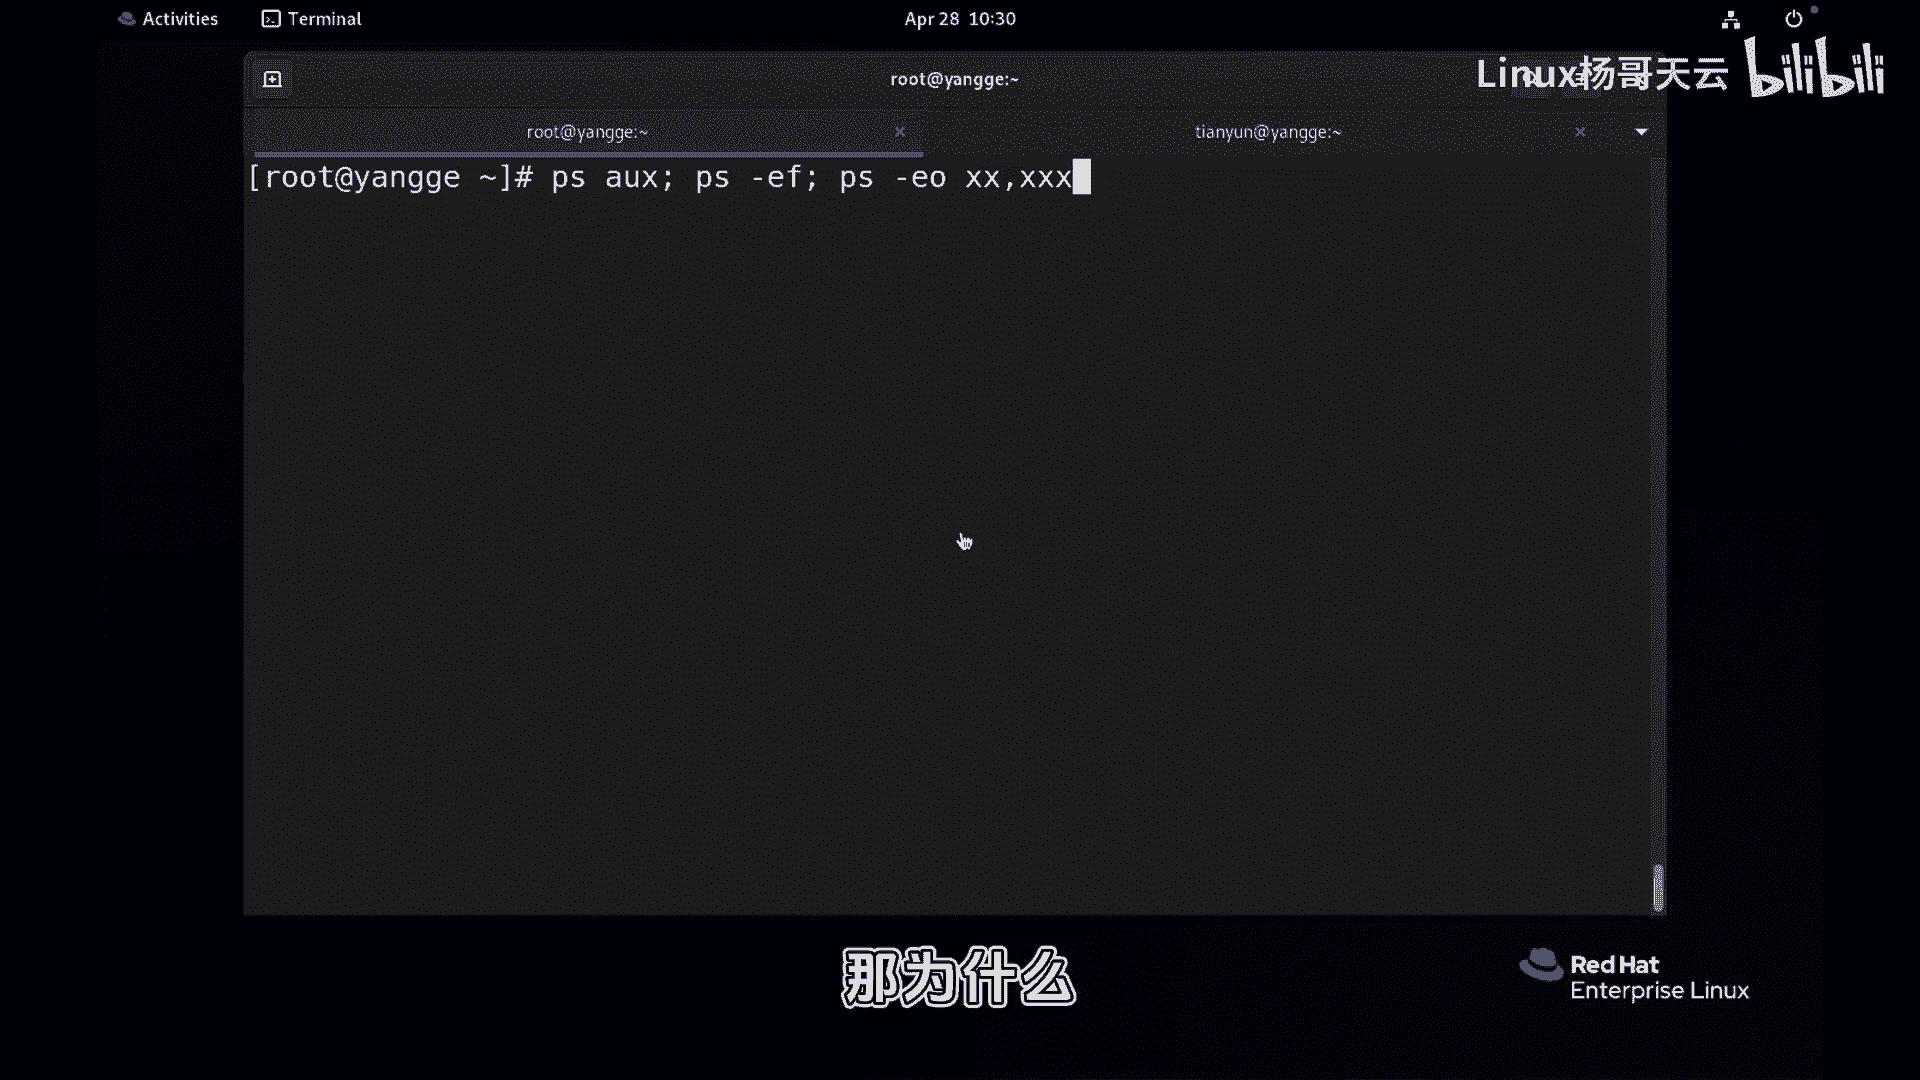 Activities
Terminal
Apr 28 10:30
root@yangge:~
Linux杨哥天云 bilibili
root@yangge:~ ×
tianyun@yangge:~ ×
[root@yangge ~]# ps aux; ps -ef; ps -eo xx,xxx
那为什么
Red Hat
Enterprise Linux